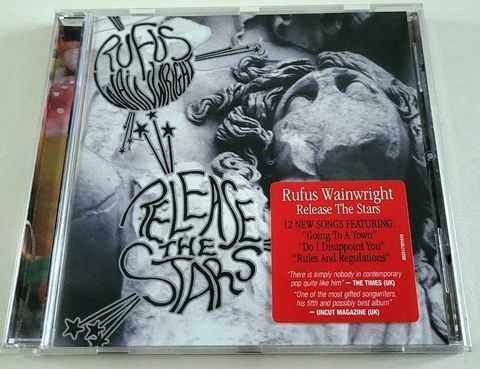 RUFUS
WAINWRIGHT
RELEASE
THE
STARS
Rufus Wainwright
Release The Stars
12 NEW SONGS FEATURING:
"Going To A Town"
"Do I Disappoint You"
"Rules And Regulations"
"There is simply nobody in contemporary
pop quite like him" — THE TIMES (UK)
"One of the most gifted songwriters,
his fifth and possibly best album"
— UNCUT MAGAZINE (UK)